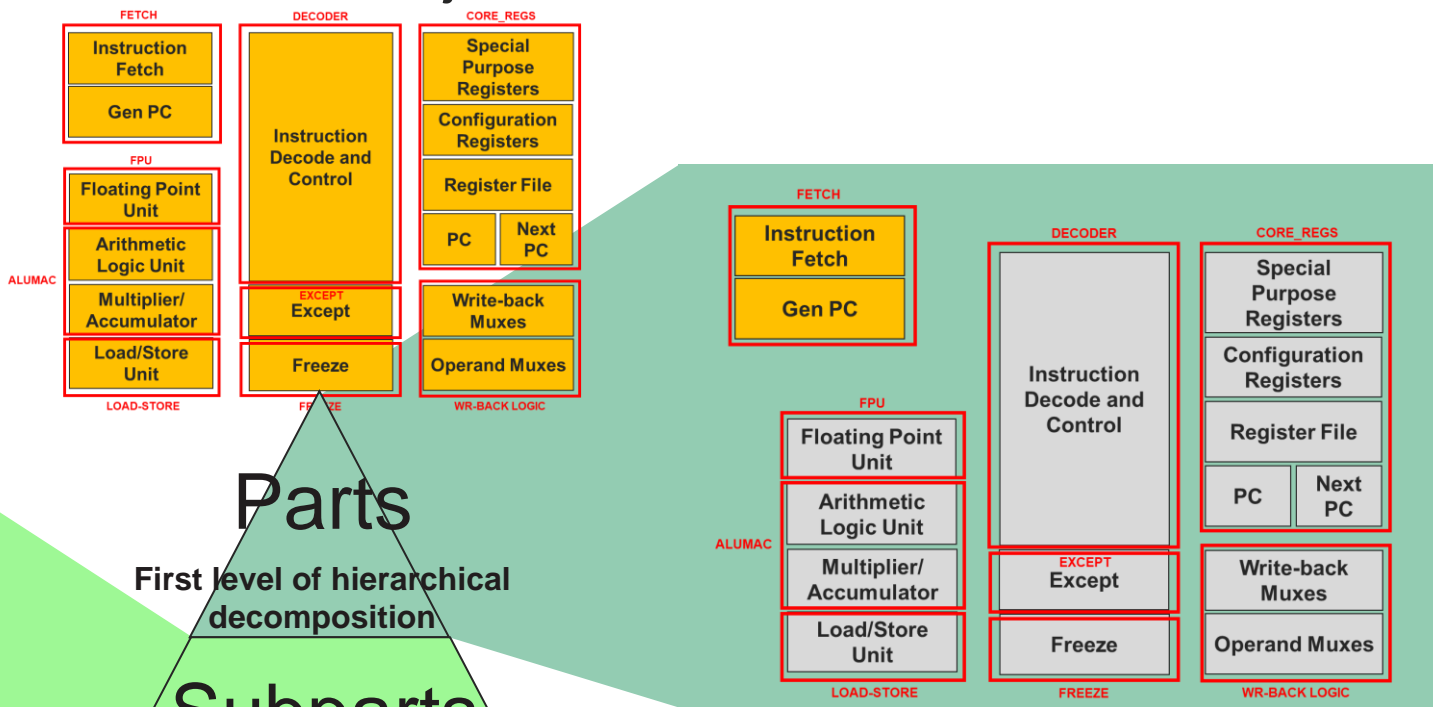 FETCH
Instruction
Fetch
Gen PC
DECODER
Instruction
Decode and
Control
CORE_REGS
Special
Purpose
Registers
Configuration
Registers
Register File
PC
Next
PC
FPU
Floating Point
Unit
ALUMAC
Arithmetic
Logic Unit
Multiplier/
Accumulator
Load/Store
Unit
LOAD-STORE
EXCEPT
Except
Freeze
FREEZE
Write-back
Muxes
Operand Muxes
WR-BACK LOGIC
Parts
First level of hierarchical
decomposition
Subparts
FETCH
Instruction
Fetch
Gen PC
DECODER
Instruction
Decode and
Control
CORE_REGS
Special
Purpose
Registers
Configuration
Registers
Register File
PC
Next
PC
FPU
Floating Point
Unit
ALUMAC
Arithmetic
Logic Unit
Multiplier/
Accumulator
Load/Store
Unit
LOAD-STORE
EXCEPT
Except
Freeze
FREEZE
Write-back
Muxes
Operand Muxes
WR-BACK LOGIC